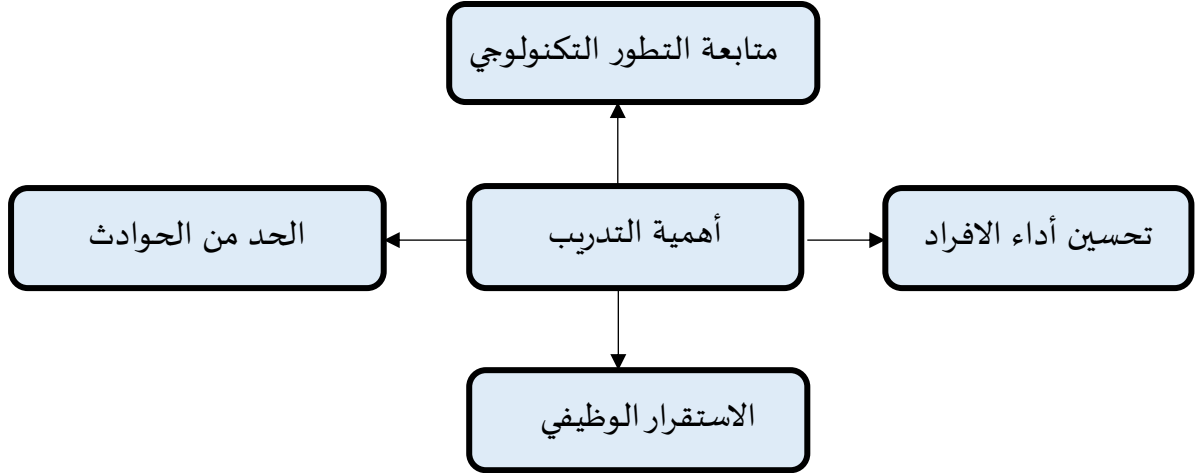 متابعة التطور التكنولوجي
تحسين أداء الافراد
أهمية التدريب
الحد من الحوادث
الاستقرار الوظيفي